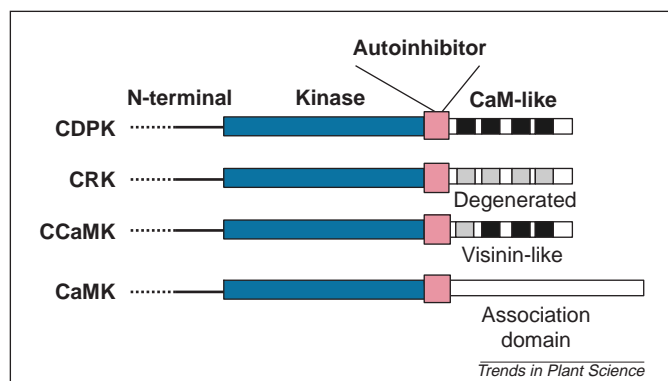 Autoinhibitor
N-terminal Kinase CaM-like
CDPK
CRK
Degenerated
CCaMK
Visinin-like
CaMK
Association
domain
Trends in Plant Science